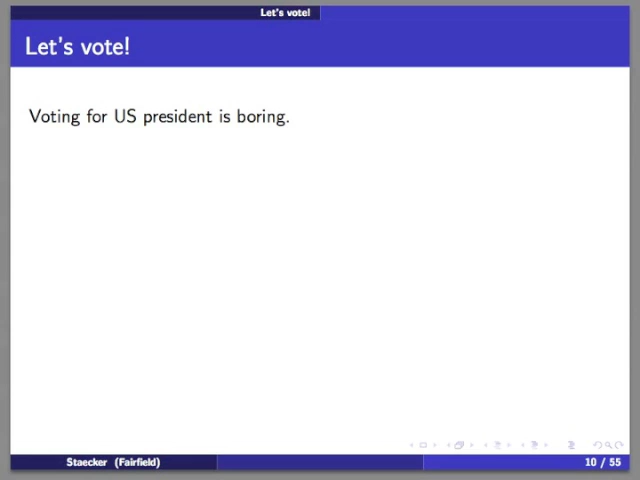 Let's vote!
Let's vote!
Voting for US president is boring.
Staecker (Fairfield)
10 / 55